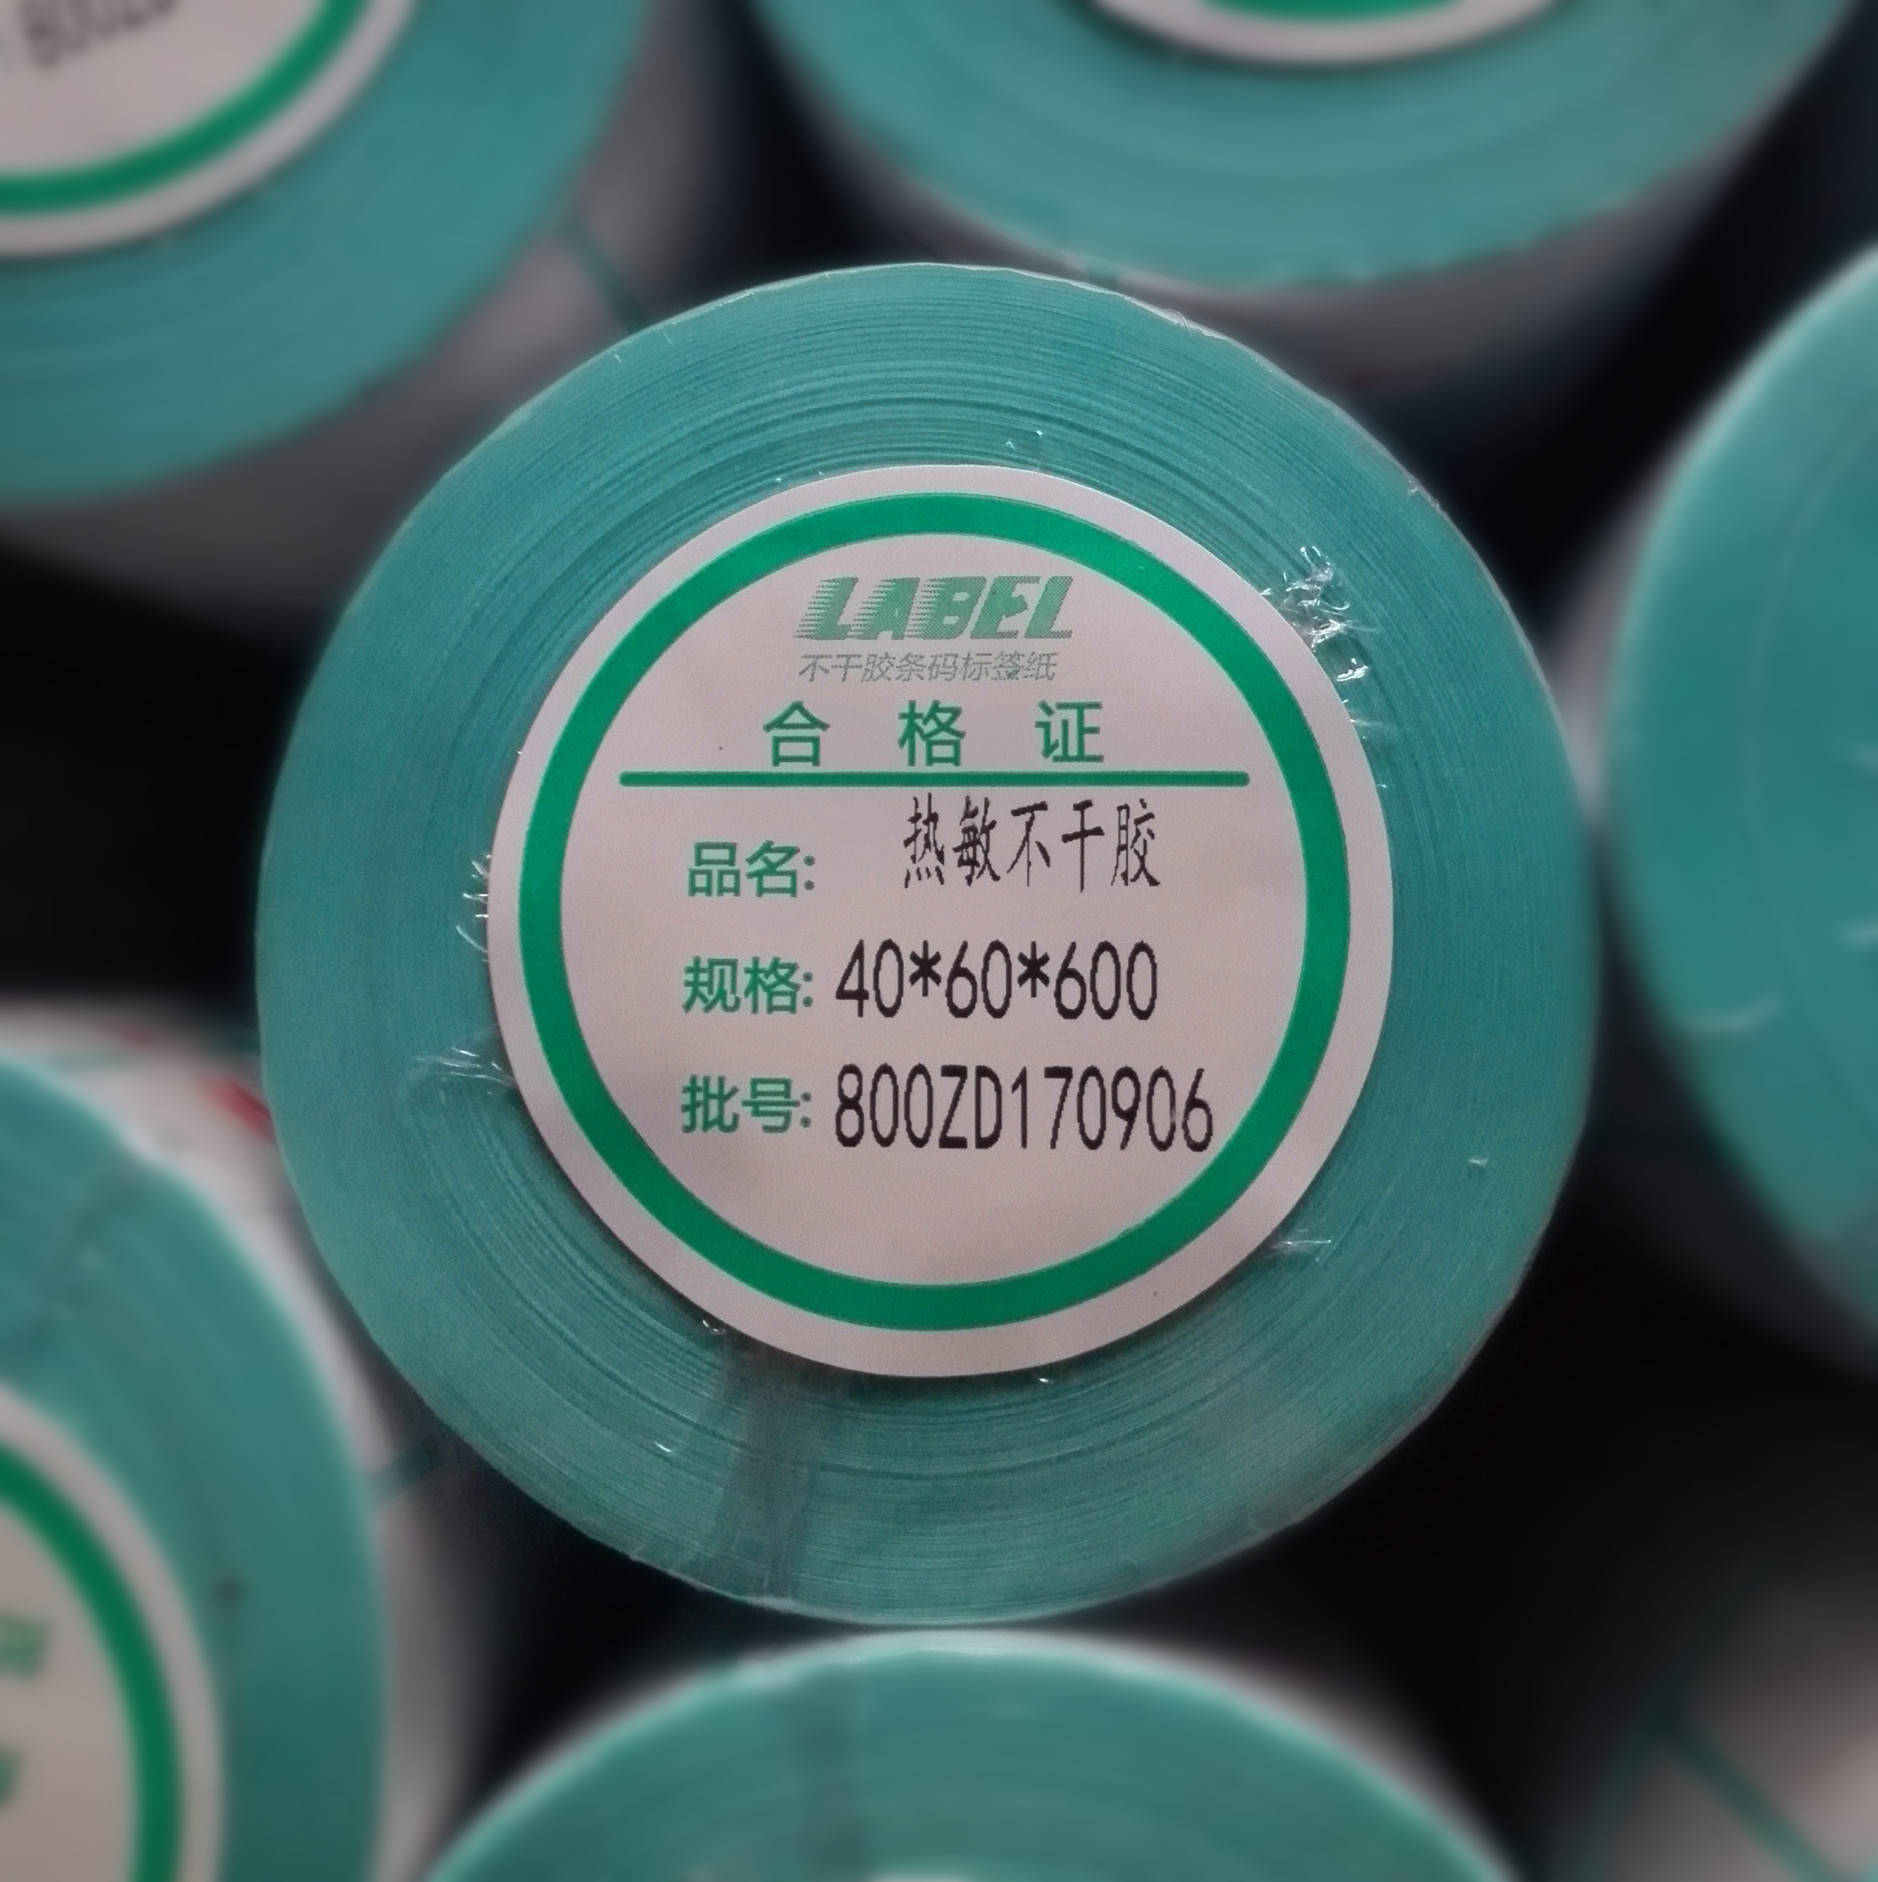 LABEL
不干胶条码标签纸
合格证
品名: 热敏不干胶
规格: 40*60*600
批号: 800ZD170906